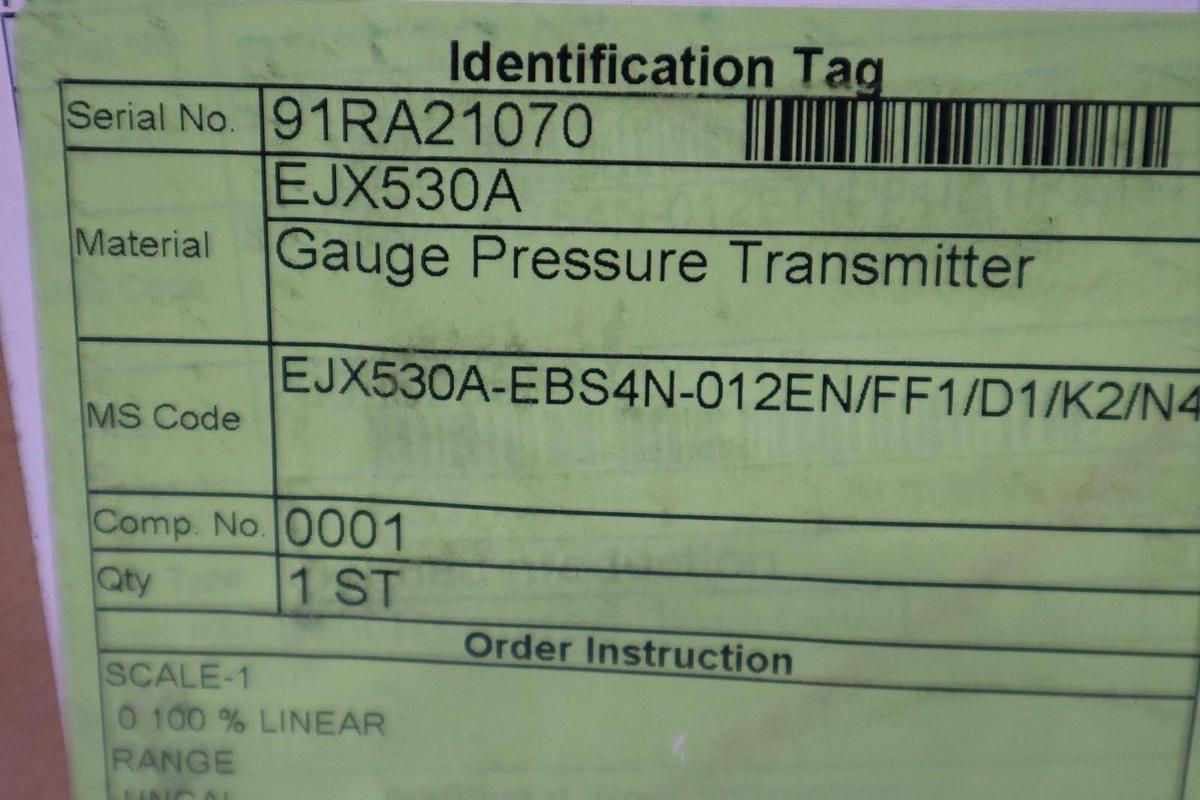 Identification Tag
Serial No. 91RA21070
Material EJX530A
Gauge Pressure Transmitter
MS Code EJX530A-EBS4N-012EN/FF1/D1/K2/N4
Comp. No. 0001
Qty 1 ST
Order Instruction
SCALE-1
0 100 % LINEAR
RANGE